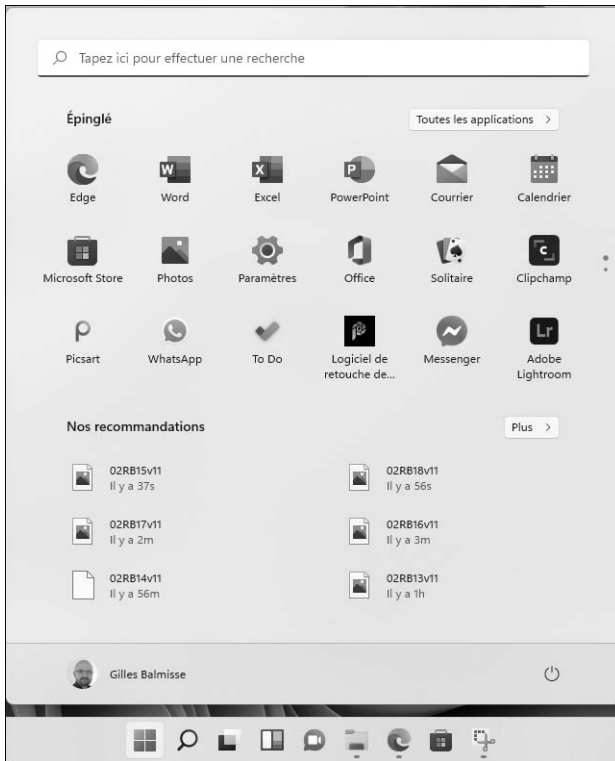 Tapez ici pour effectuer une recherche
Épinglé
Toutes les applications >
Edge
Word
Excel
PowerPoint
Courrier
Calendrier
Microsoft Store
Photos
Paramètres
Office
Solitaire
Clipchamp
Picsart
WhatsApp
To Do
Logiciel de
retouche de...
Messenger
Adobe
Lightroom
Nos recommandations
Plus >
02RB15v11
Il y a 37s
02RB18v11
Il y a 56s
02RB17v11
Il y a 2m
02RB16v11
Il y a 3m
02RB14v11
Il y a 56m
02RB13v11
Il y a 1h
Gilles Balmisse